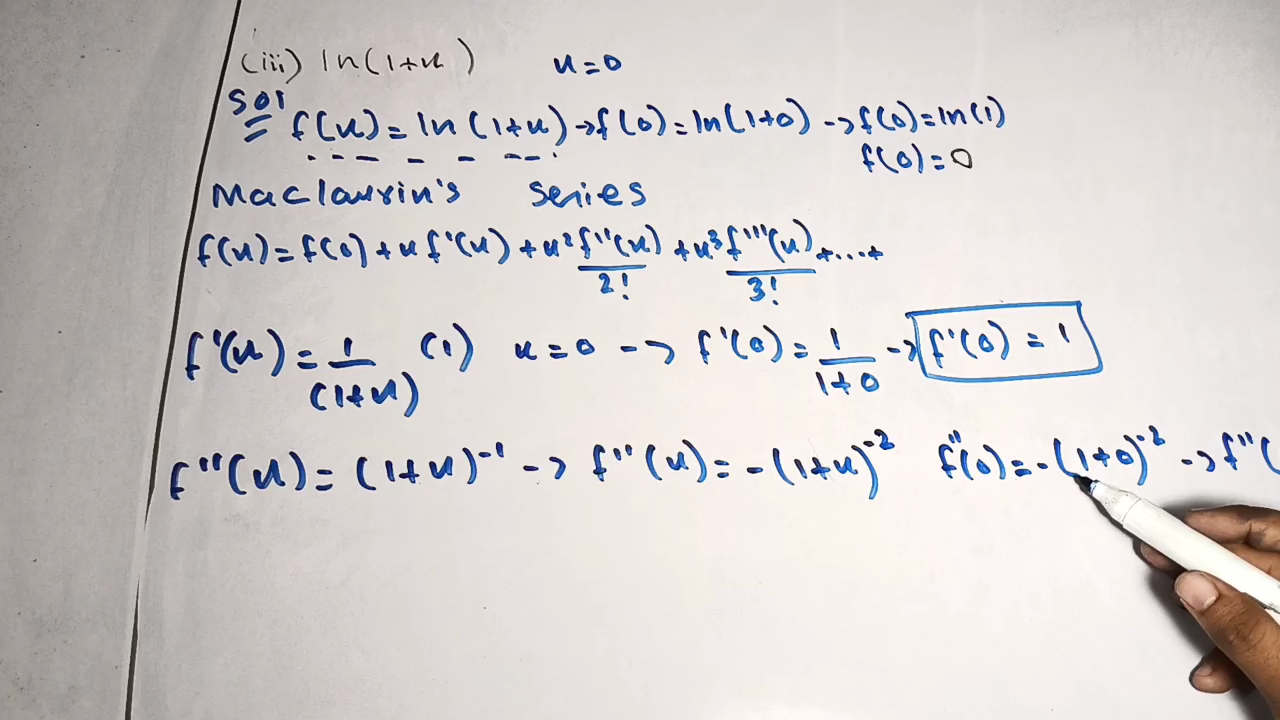 (iii) ln(1+x) x=0
Sol f(x) = ln(1+x) → f(0) = ln(1+0) → f(0) = ln(1)
f(0) = 0
Maclaurin's series
f(x) = f(0) + x f'(x) + x² f''(x)/2! + x³ f'''(x)/3! + ... +
f'(x) = 1/(1+x) (1) x = 0 → f'(0) = 1/1+0 → f'(0) = 1
f''(x) = (1+x)⁻¹ → f''(x) = -(1+x)⁻² f''(0) = -(1+0)⁻² → f''(